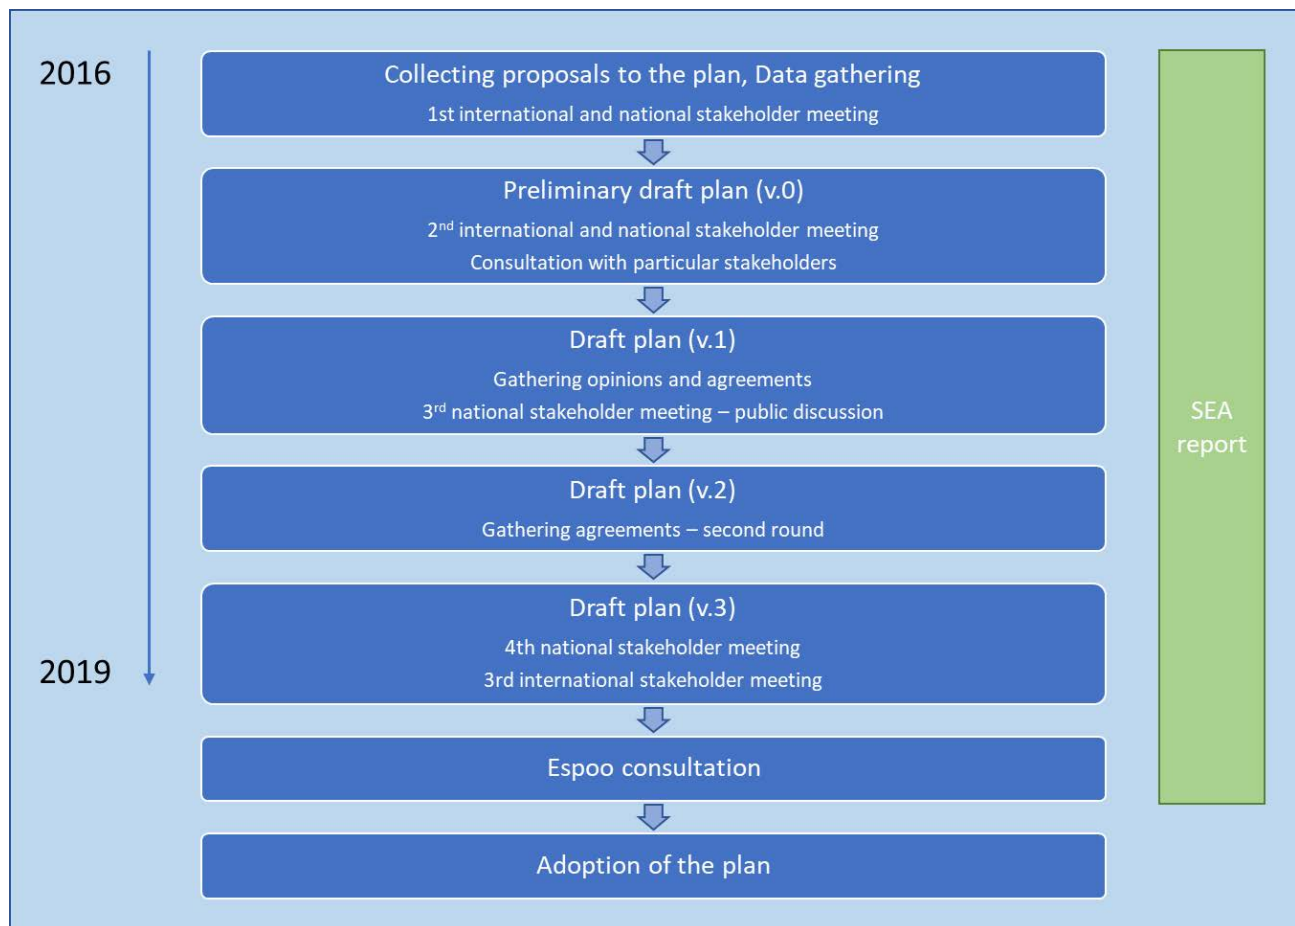 2016
Collecting proposals to the plan, Data gathering
1st international and national stakeholder meeting
Preliminary draft plan (v.0)
2nd international and national stakeholder meeting
Consultation with particular stakeholders
Draft plan (v.1)
Gathering opinions and agreements
3rd national stakeholder meeting – public discussion
Draft plan (v.2)
Gathering agreements – second round
Draft plan (v.3)
4th national stakeholder meeting
3rd international stakeholder meeting
2019
Espoo consultation
Adoption of the plan
SEA
report